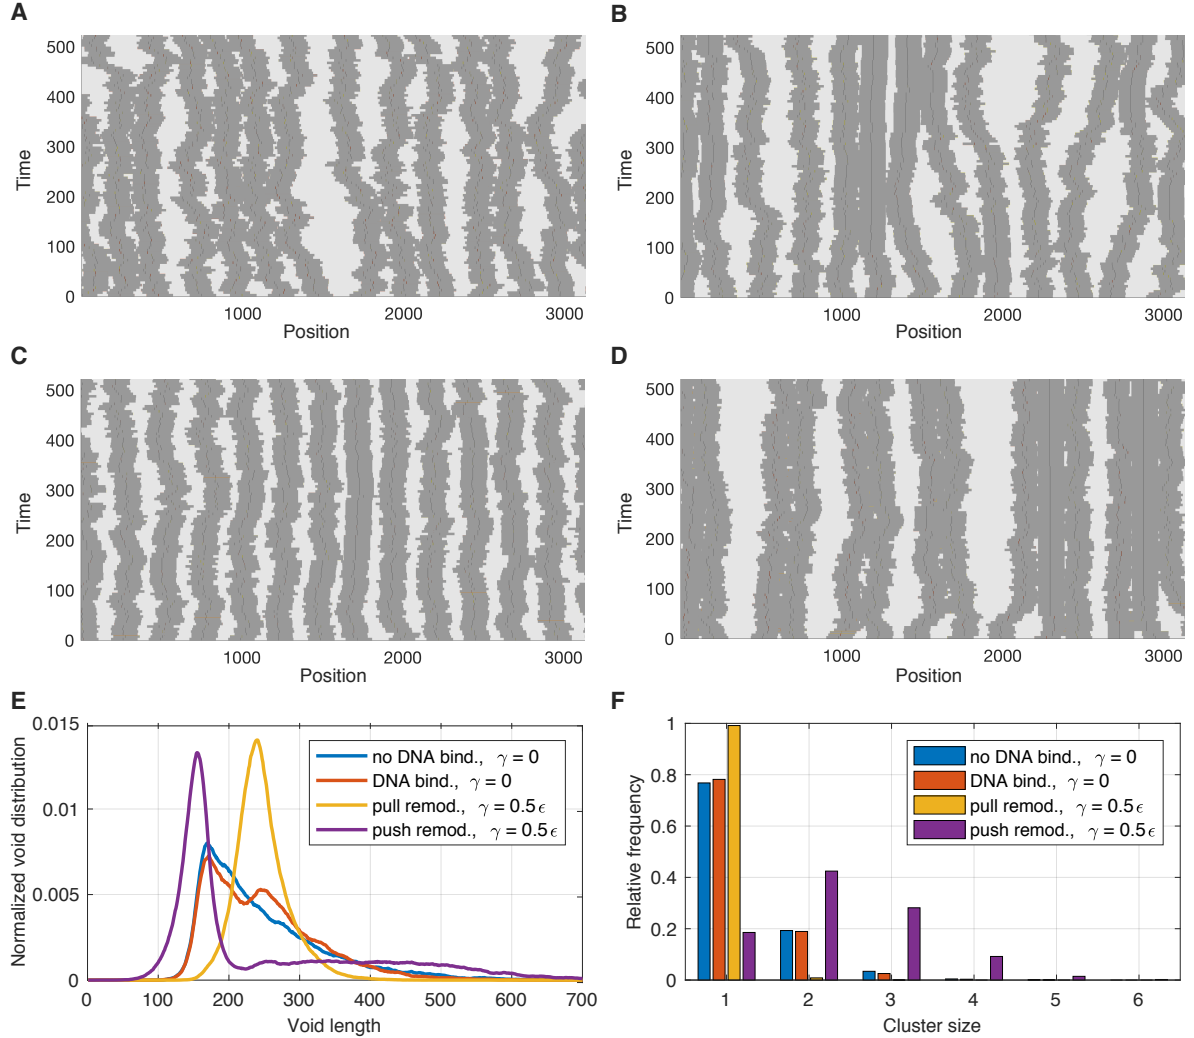 A
500
400
300
200
100
0
Time
1000
2000
3000
Position
B
500
400
300
200
100
0
Time
1000
2000
3000
Position
C
500
400
300
200
100
0
Time
1000
2000
3000
Position
D
500
400
300
200
100
0
Time
1000
2000
3000
Position
E
0.015
0.01
0.005
0
Normalized void distribution
0
100
200
300
400
500
600
700
Void length
no DNA bind., γ = 0
DNA bind., γ = 0
pull remod., γ = 0.5 ϵ
push remod., γ = 0.5 ϵ
F
1
0.8
0.6
0.4
0.2
0
Relative frequency
1
2
3
4
5
6
Cluster size
no DNA bind., γ = 0
DNA bind., γ = 0
pull remod., γ = 0.5 ϵ
push remod., γ = 0.5 ϵ